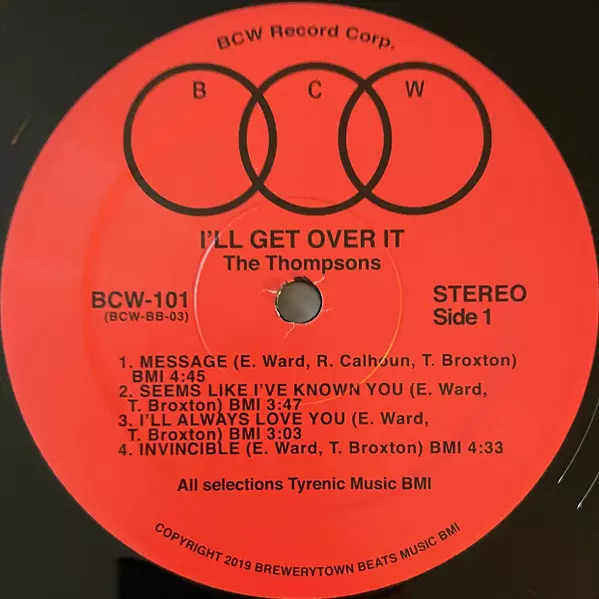 BCW Record Corp.
B C W
I'LL GET OVER IT
The Thompsons
BCW-101
(BCW-BB-03)
STEREO
Side 1
1. MESSAGE (E. Ward, R. Calhoun, T. Broxton)
BMI 4:45
2. SEEMS LIKE I'VE KNOWN YOU (E. Ward,
T. Broxton) BMI 3:47
3. I'LL ALWAYS LOVE YOU (E. Ward,
T. Broxton) BMI 3:03
4. INVINCIBLE (E. Ward, T. Broxton) BMI 4:33
All selections Tyrenic Music BMI
COPYRIGHT 2019 BREWERYTOWN BEATS MUSIC BMI